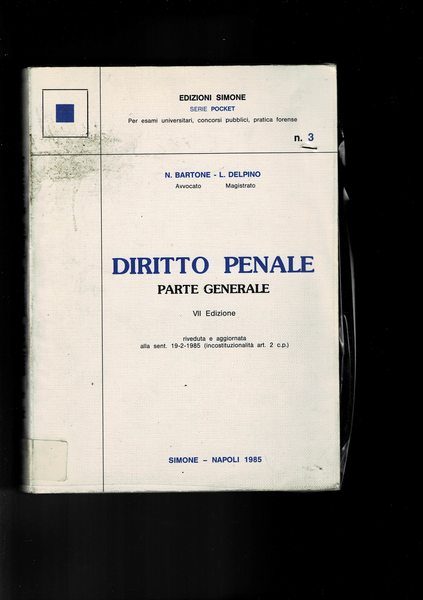 EDIZIONI SIMONE
SERIE POCKET
Per esami universitari, concorsi pubblici, pratica forense
n. 3
N. BARTONE - L. DELPINO
Avvocato Magistrato
DIRITTO PENALE
PARTE GENERALE
VII Edizione
riveduta e aggiornata
alla sent. 19-2-1985 (incostituzionalità art. 2 c.p.)
SIMONE - NAPOLI 1985